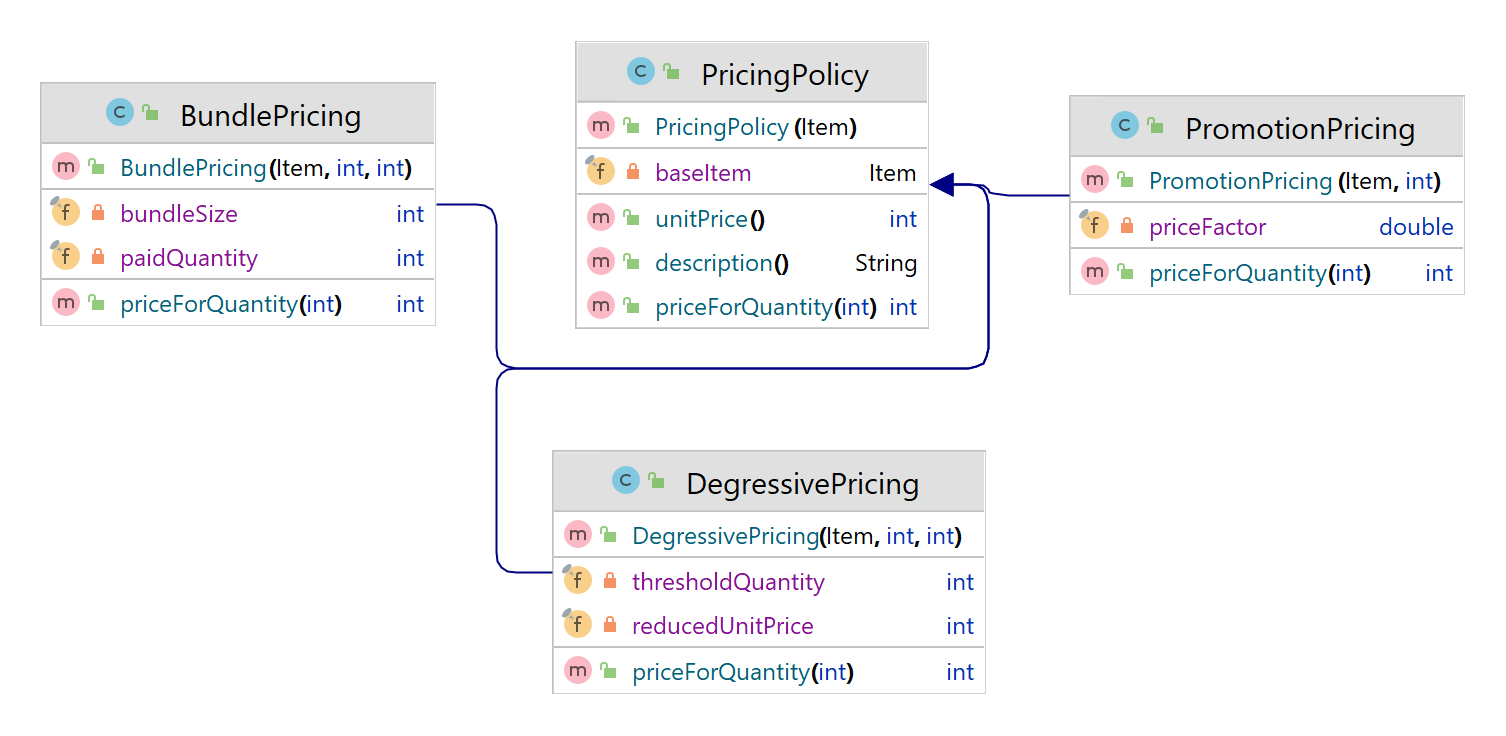 C BundlePricing
m BundlePricing(Item, int, int)
f bundleSize int
f paidQuantity int
m priceForQuantity(int) int
C PricingPolicy
m PricingPolicy (Item)
f baseItem Item
m unitPrice() int
m description() String
m priceForQuantity(int) int
C PromotionPricing
m PromotionPricing (Item, int)
f priceFactor double
m priceForQuantity(int) int
C DegressivePricing
m DegressivePricing(Item, int, int)
f thresholdQuantity int
f reducedUnitPrice int
m priceForQuantity(int) int